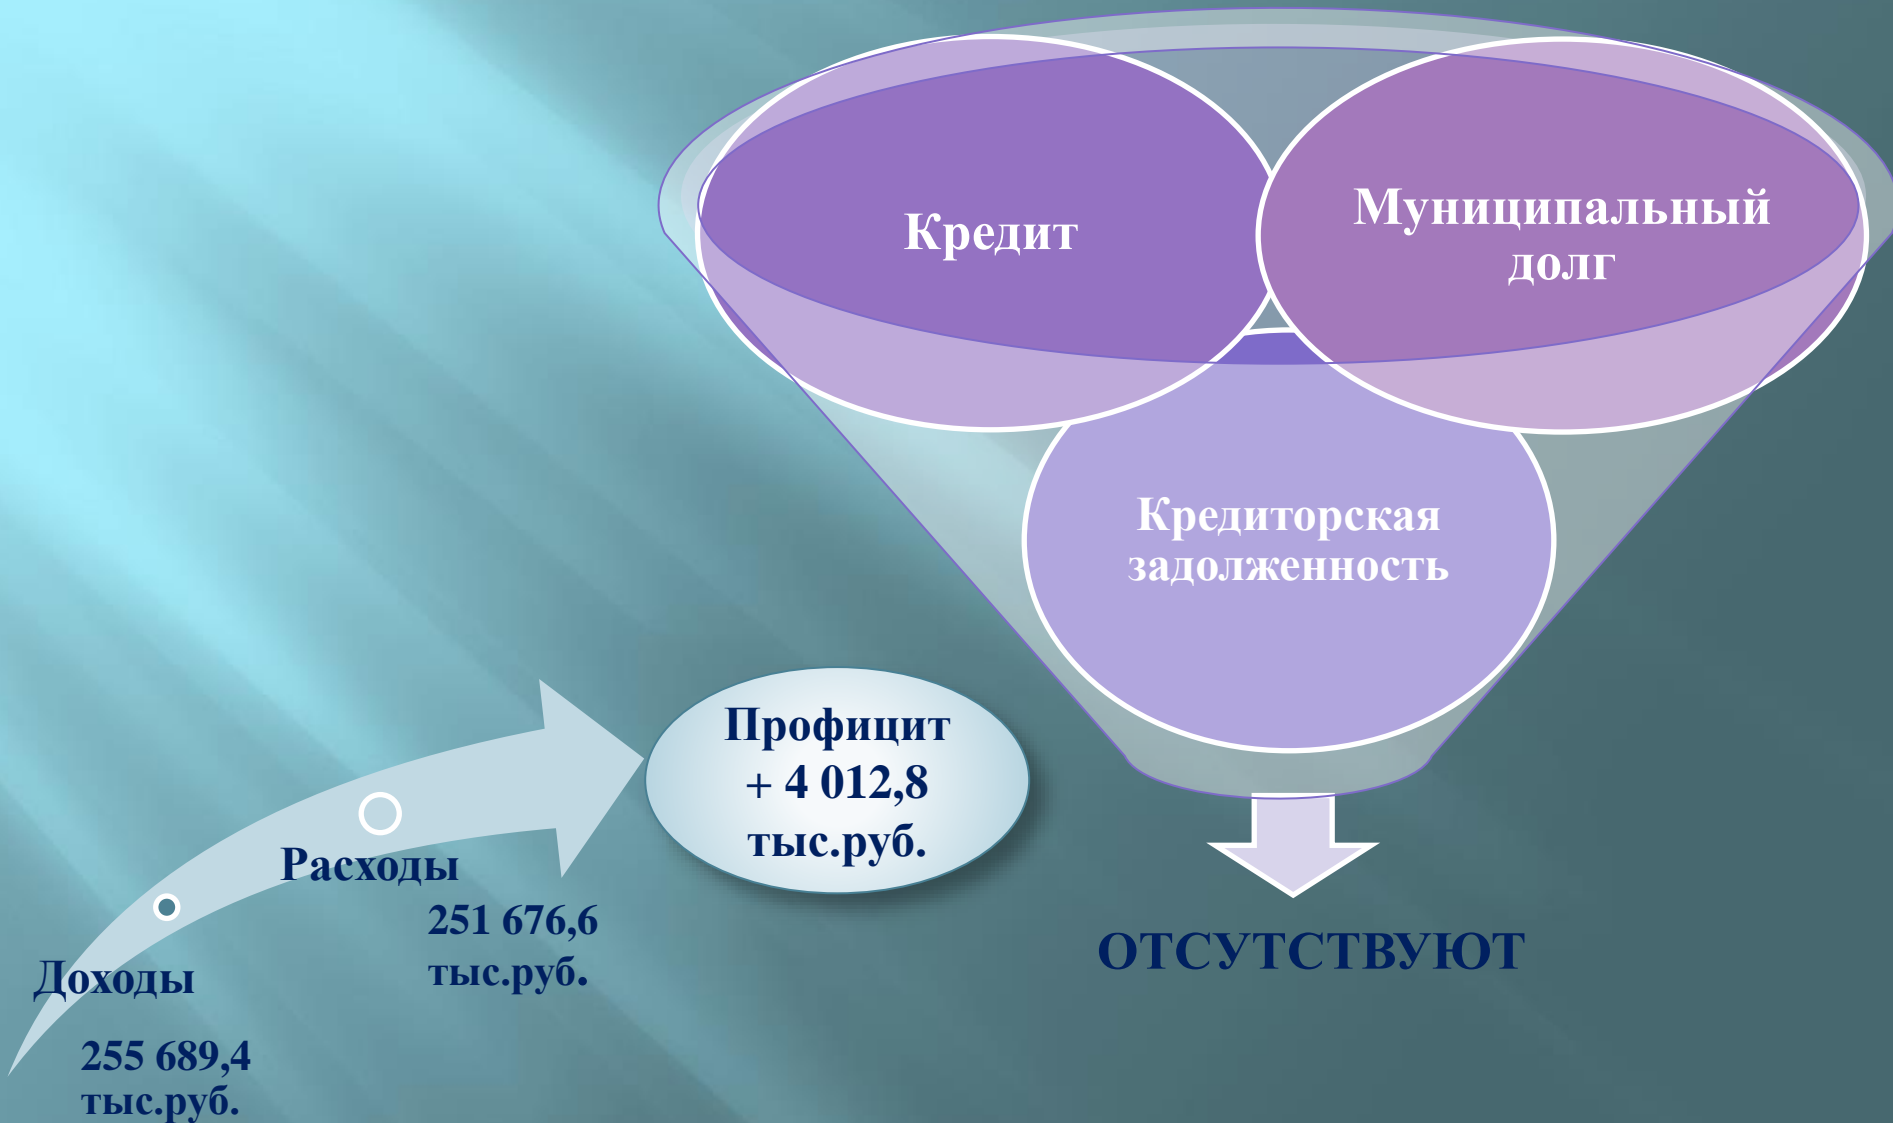 Кредит
Муниципальный
долг
Кредиторская
задолженность
Профицит
+ 4 012,8
тыс.руб.
Расходы
251 676,6
тыс.руб.
Доходы
255 689,4
тыс.руб.
ОТСУТСТВУЮТ